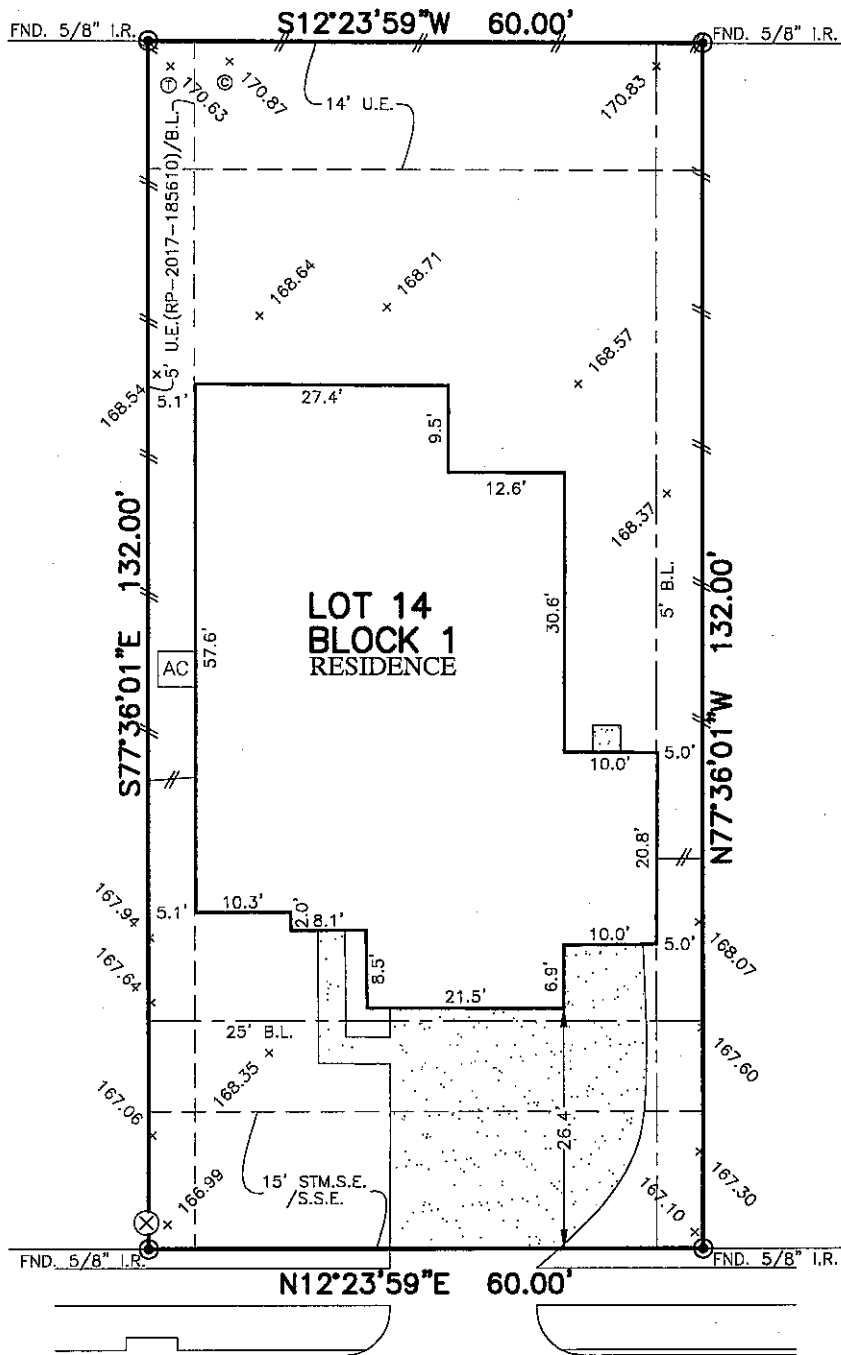 S12°23'59"W 60.00'
FND. 5/8" I.R.
FND. 5/8" I.R.
170.63
170.87
170.83
T
C
14' U.E.
5' U.E.(RP-2017-185610)/B.L.
168.64
168.71
168.57
168.54
5.1'
27.4'
9.5'
12.6'
168.37
5' B.L.
S77°36'01"E 132.00'
N77°36'01"W 132.00'
LOT 14
BLOCK 1
RESIDENCE
30.6'
57.6'
AC
10.0'
5.0'
20.8'
167.94
5.1'
10.3'
2.0'
8.1'
10.0'
5.0'
168.07
167.64
8.5'
6.9'
21.5'
25' B.L.
168.35
167.60
167.06
26.4'
166.99
15' STM.S.E.
/S.S.E.
167.10
167.30
FND. 5/8" I.R.
FND. 5/8" I.R.
N12°23'59"E 60.00'